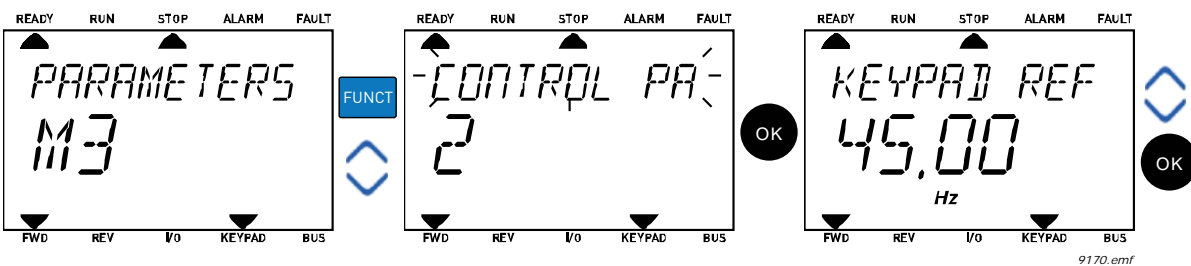 READY RUN STOP ALARM FAULT
PARAMETERS
M3
FWD REV I/O KEYPAD BUS
FUNCT
READY RUN STOP ALARM FAULT
CONTROL PA
2
FWD REV I/O KEYPAD BUS
OK
READY RUN STOP ALARM FAULT
KEYPAD REF
45.00
Hz
FWD REV I/O KEYPAD BUS
OK
9170.emf